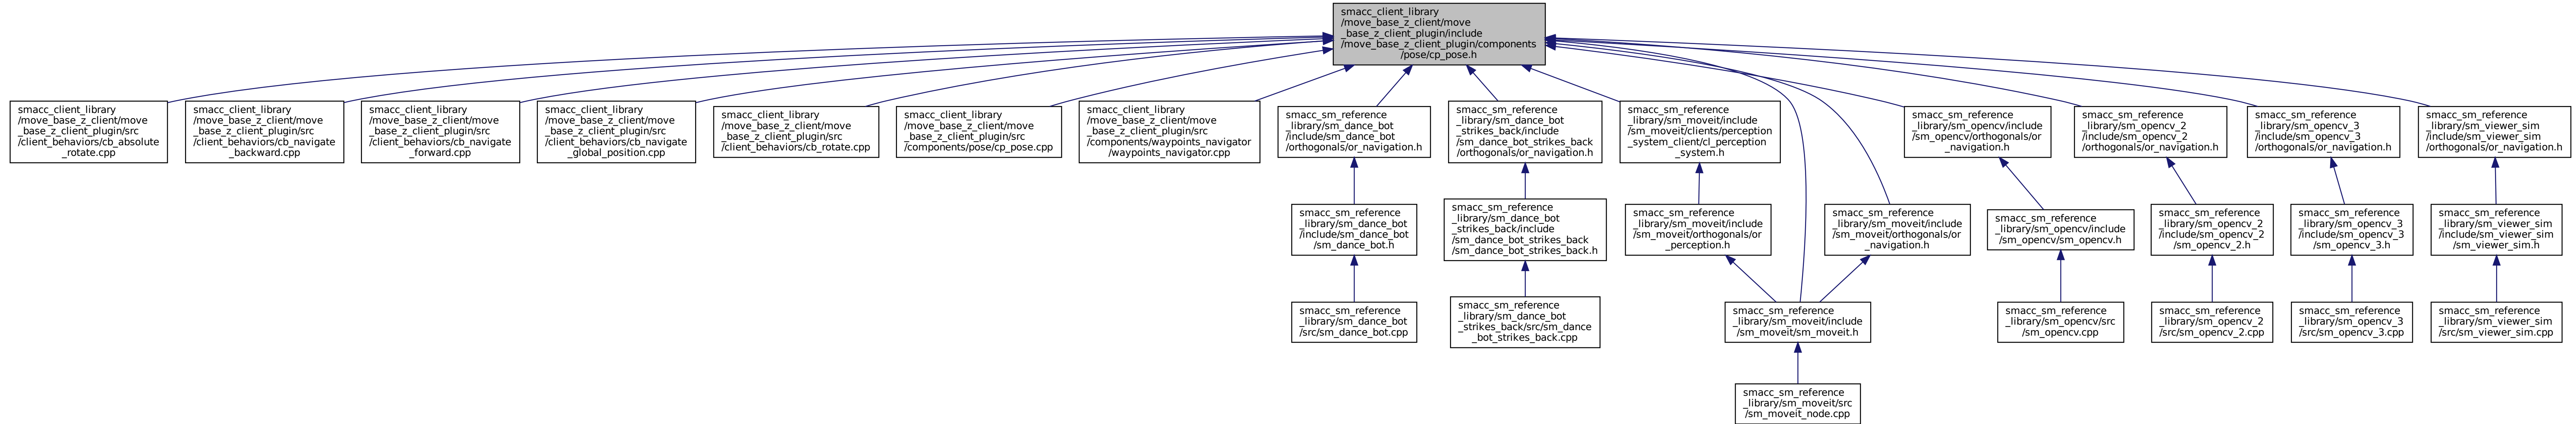 smacc_client_library
/move_base_z_client/move
_base_z_client_plugin/include
/move_base_z_client_plugin/components
/pose/cp_pose.h
smacc_client_library
/move_base_z_client/move
_base_z_client_plugin/src
/client_behaviors/cb_absolute
_rotate.cpp
smacc_client_library
/move_base_z_client/move
_base_z_client_plugin/src
/client_behaviors/cb_navigate
_backward.cpp
smacc_client_library
/move_base_z_client/move
_base_z_client_plugin/src
/client_behaviors/cb_navigate
_forward.cpp
smacc_client_library
/move_base_z_client/move
_base_z_client_plugin/src
/client_behaviors/cb_navigate
_global_position.cpp
smacc_client_library
/move_base_z_client/move
_base_z_client_plugin/src
/client_behaviors/cb_rotate.cpp
smacc_client_library
/move_base_z_client/move
_base_z_client_plugin/src
/components/pose/cp_pose.cpp
smacc_client_library
/move_base_z_client/move
_base_z_client_plugin/src
/components/waypoints_navigator
/waypoints_navigator.cpp
smacc_sm_reference
_library/sm_dance_bot
/include/sm_dance_bot
/orthogonals/or_navigation.h
smacc_sm_reference
_library/sm_dance_bot
_strikes_back/include
/sm_dance_bot_strikes_back
/orthogonals/or_navigation.h
smacc_sm_reference
_library/sm_moveit/include
/sm_moveit/clients/perception
_system_client/cl_perception
_system.h
smacc_sm_reference
_library/sm_opencv/include
/sm_opencv/orthogonals/or
_navigation.h
smacc_sm_reference
_library/sm_opencv_2
/include/sm_opencv_2
/orthogonals/or_navigation.h
smacc_sm_reference
_library/sm_opencv_3
/include/sm_opencv_3
/orthogonals/or_navigation.h
smacc_sm_reference
_library/sm_viewer_sim
/include/sm_viewer_sim
/orthogonals/or_navigation.h
smacc_sm_reference
_library/sm_dance_bot
/include/sm_dance_bot
/sm_dance_bot.h
smacc_sm_reference
_library/sm_dance_bot
_strikes_back/include
/sm_dance_bot_strikes_back
/sm_dance_bot_strikes_back.h
smacc_sm_reference
_library/sm_moveit/include
/sm_moveit/orthogonals/or
_perception.h
smacc_sm_reference
_library/sm_moveit/include
/sm_moveit/orthogonals/or
_navigation.h
smacc_sm_reference
_library/sm_opencv/include
/sm_opencv/sm_opencv.h
smacc_sm_reference
_library/sm_opencv_2
/include/sm_opencv_2
/sm_opencv_2.h
smacc_sm_reference
_library/sm_opencv_3
/include/sm_opencv_3
/sm_opencv_3.h
smacc_sm_reference
_library/sm_viewer_sim
/include/sm_viewer_sim
/sm_viewer_sim.h
smacc_sm_reference
_library/sm_dance_bot
/src/sm_dance_bot.cpp
smacc_sm_reference
_library/sm_dance_bot
_strikes_back/src/sm_dance
_bot_strikes_back.cpp
smacc_sm_reference
_library/sm_moveit/include
/sm_moveit/sm_moveit.h
smacc_sm_reference
_library/sm_opencv/src
/sm_opencv.cpp
smacc_sm_reference
_library/sm_opencv_2
/src/sm_opencv_2.cpp
smacc_sm_reference
_library/sm_opencv_3
/src/sm_opencv_3.cpp
smacc_sm_reference
_library/sm_viewer_sim
/src/sm_viewer_sim.cpp
smacc_sm_reference
_library/sm_moveit/src
/sm_moveit_node.cpp